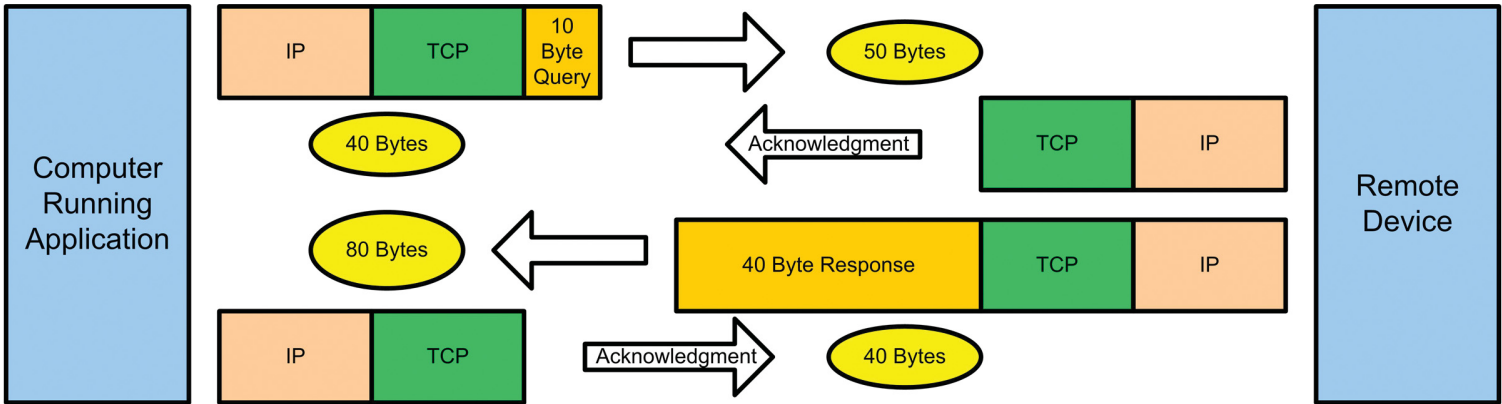 Computer
Running
Application
IP
TCP
10
Byte
Query
50 Bytes
40 Bytes
Acknowledgment
TCP
IP
80 Bytes
40 Byte Response
TCP
IP
IP
TCP
Acknowledgment
40 Bytes
Remote
Device